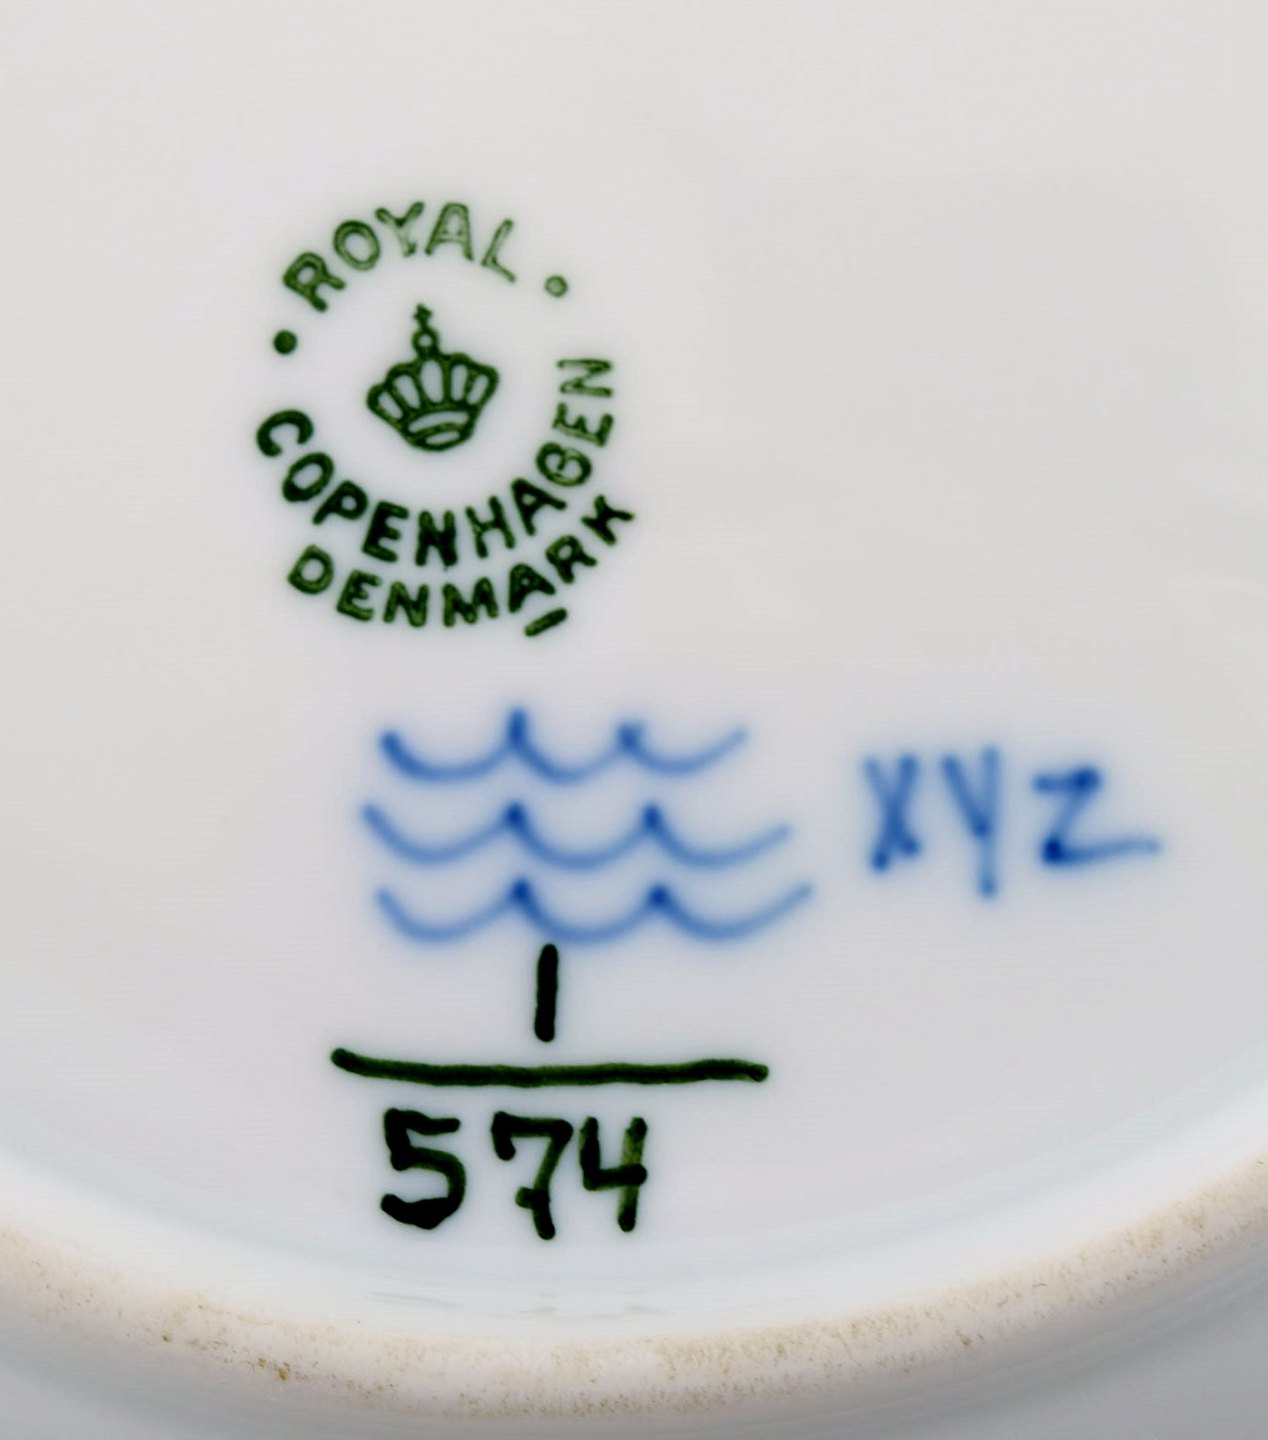 ROYAL
COPENHAGEN
DENMARK
XYZ
1
574